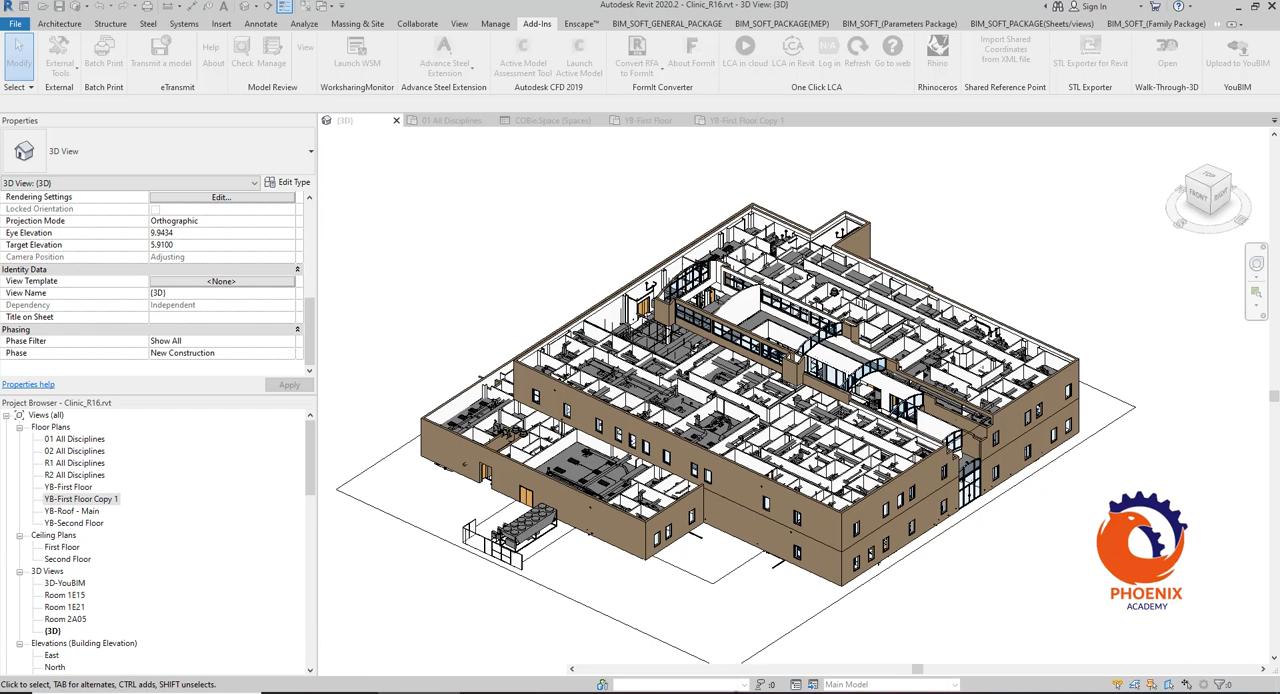 Autodesk Revit 2020.2 - Clinic_R16.rvt - 3D View: {3D}
Sign In
File Architecture Structure Steel Systems Insert Annotate Analyze Massing & Site Collaborate View Manage Add-Ins Enscape™ BIM_SOFT_GENERAL_PACKAGE BIM_SOFT_PACKAGE(MEP) BIM_SOFT_(Parameters Package) BIM_SOFT_PACKAGE(Sheets/views) BIM_SOFT_(Family Package)
Modify
External Tools
Batch Print
Transmit a model
Help
About
Check
Manage
View
Launch WSM
Advance Steel Extension
Active Model Assessment Tool
Launch Active Model
Convert RFA to FormIt
About FormIt
LCA in cloud
LCA in Revit
N/A
Log in
Refresh
Go to web
Rhino
Import Shared Coordinates from XML file
STL Exporter for Revit
3D
Open
Upload to YouBIM
Select External Batch Print eTransmit Model Review WorksharingMonitor Advance Steel Extension Autodesk CFD 2019 FormIt Converter One Click LCA Rhinoceros Shared Reference Point STL Exporter Walk-Through-3D YouBIM
Properties
{3D} 01 All Disciplines COBie.Space (Spaces) YB-First Floor YB-First Floor Copy 1
3D View
3D View: {3D} Edit Type
Rendering Settings Edit...
Locked Orientation
Projection Mode Orthographic
Eye Elevation 9.9434
Target Elevation 5.9100
Camera Position Adjusting
Identity Data
View Template <None>
View Name {3D}
Dependency Independent
Title on Sheet
Phasing
Phase Filter Show All
Phase New Construction
Properties help Apply
Project Browser - Clinic_R16.rvt
Views (all)
Floor Plans
01 All Disciplines
02 All Disciplines
R1 All Disciplines
R2 All Disciplines
YB-First Floor
YB-First Floor Copy 1
YB-Roof - Main
YB-Second Floor
Ceiling Plans
First Floor
Second Floor
3D Views
3D-YouBIM
Room 1E15
Room 1E21
Room 2A05
{3D}
Elevations (Building Elevation)
East
North
TOP
FRONT
RIGHT
PHOENIX
ACADEMY
Click to select, TAB for alternates, CTRL adds, SHIFT unselects.
:0
Main Model
:0